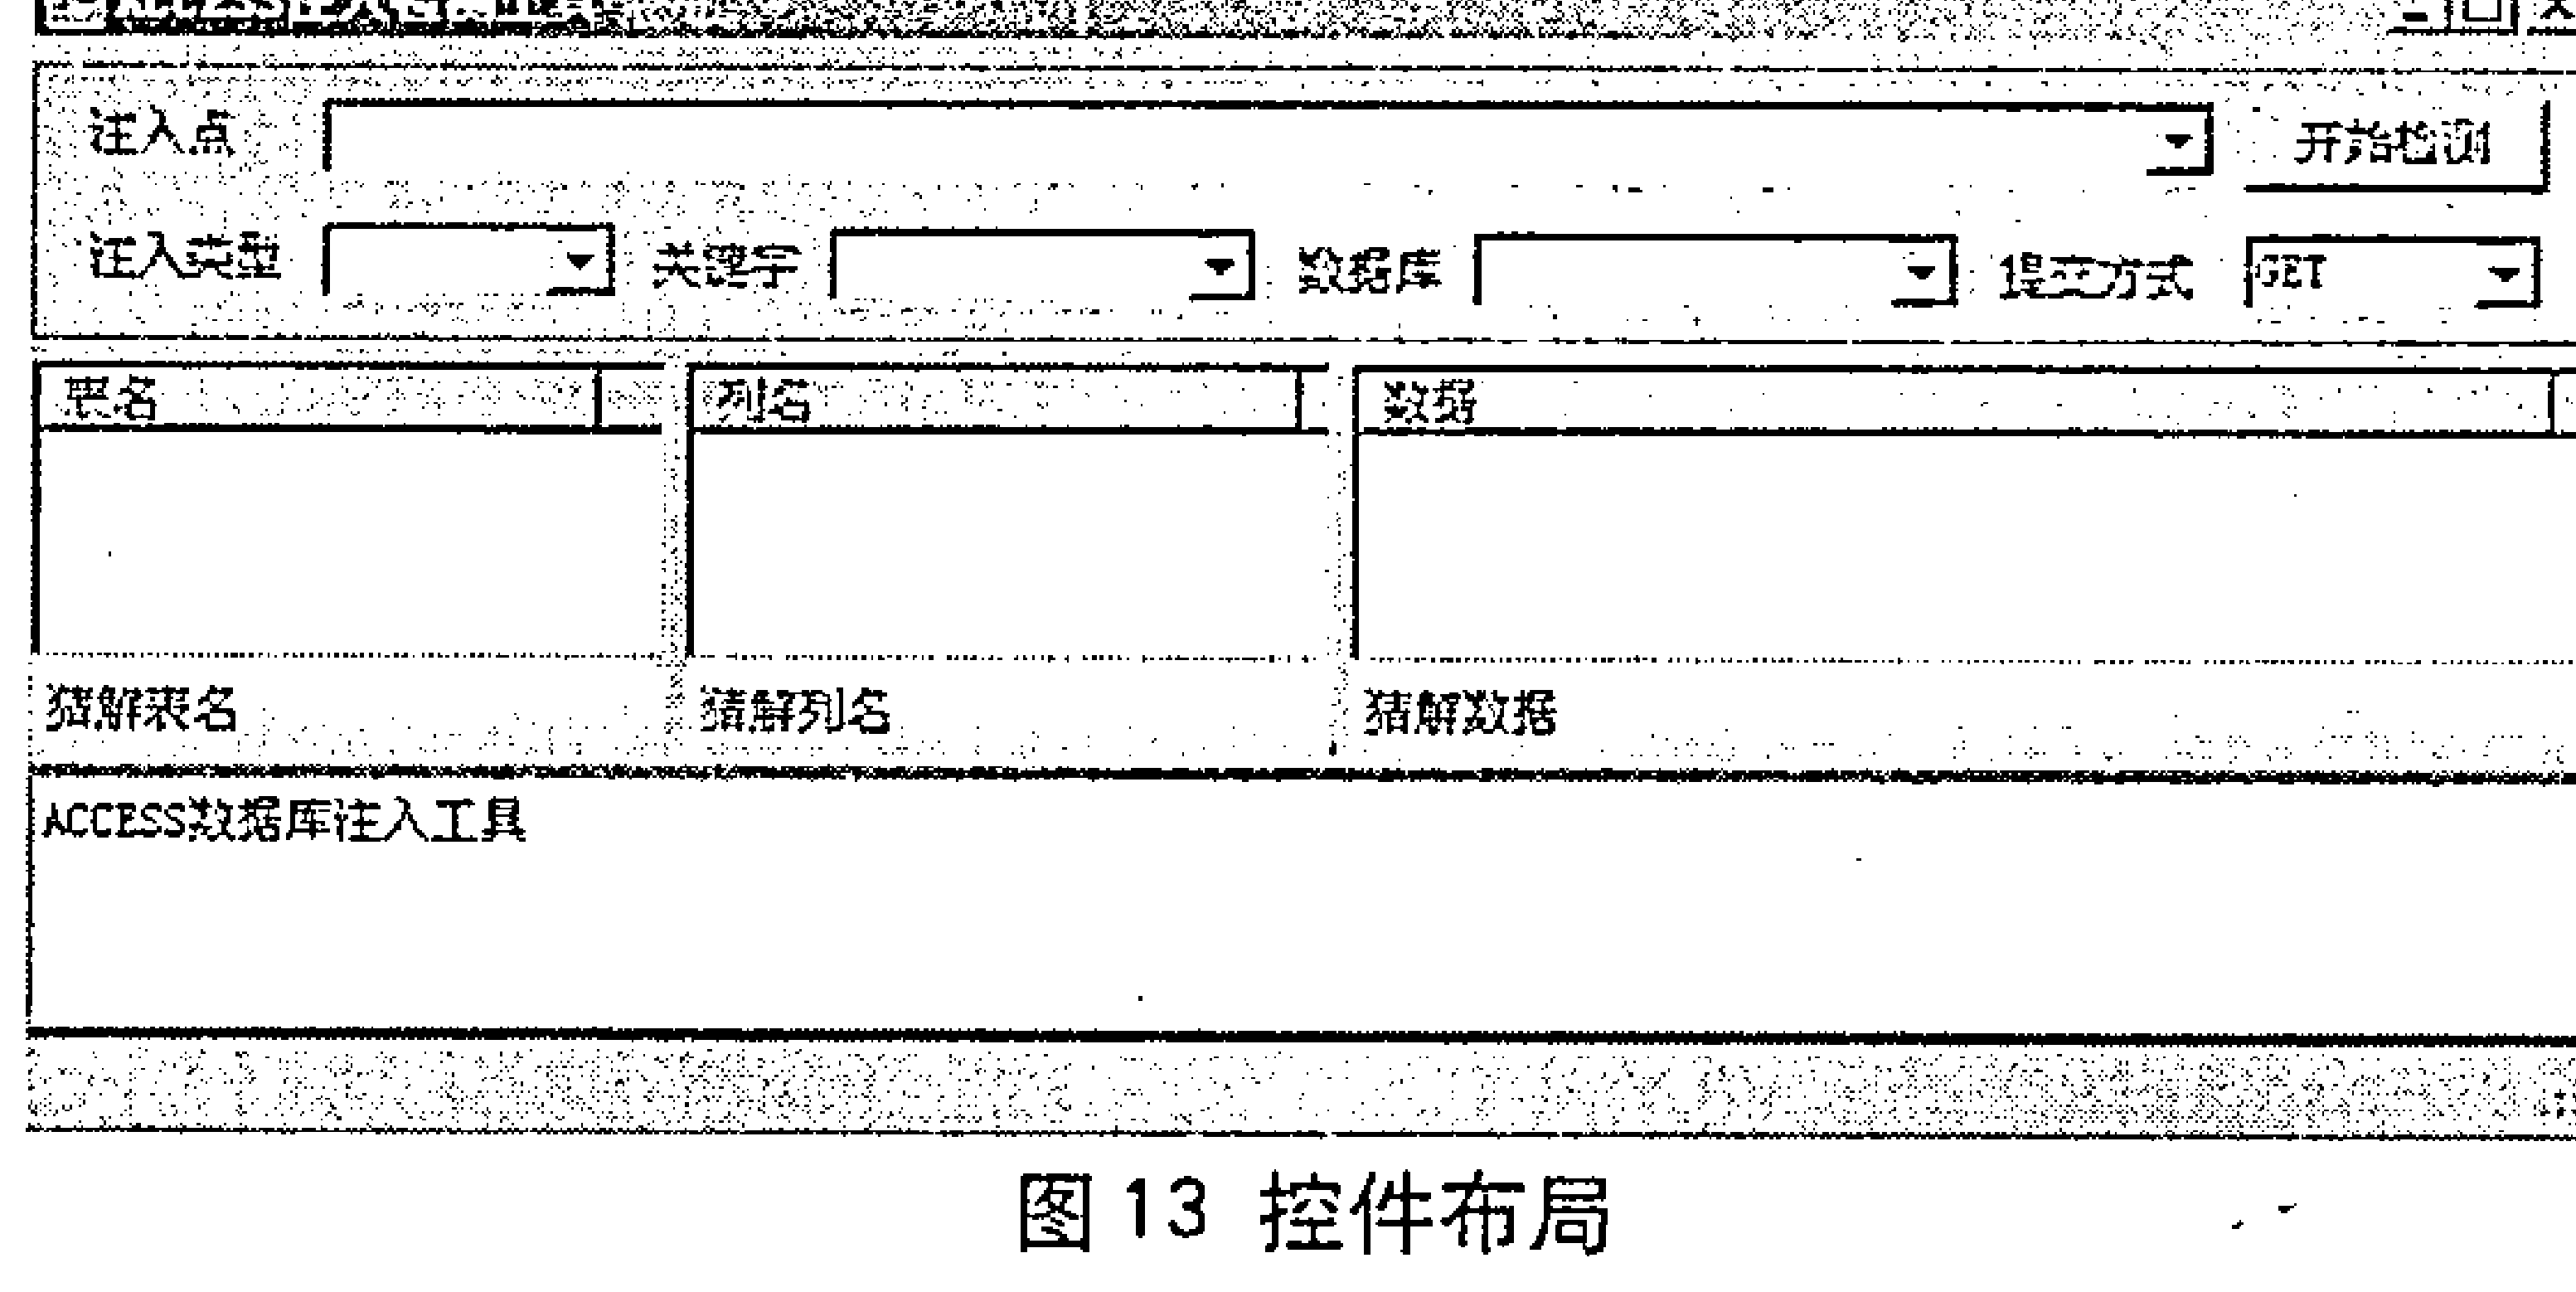 注入点 开始检测
注入类型 关键字 数据库 提交方式 GET
表名 列名 数据
猜解表名 猜解列名 猜解数据
ACCESS数据库注入工具
图13 控件布局